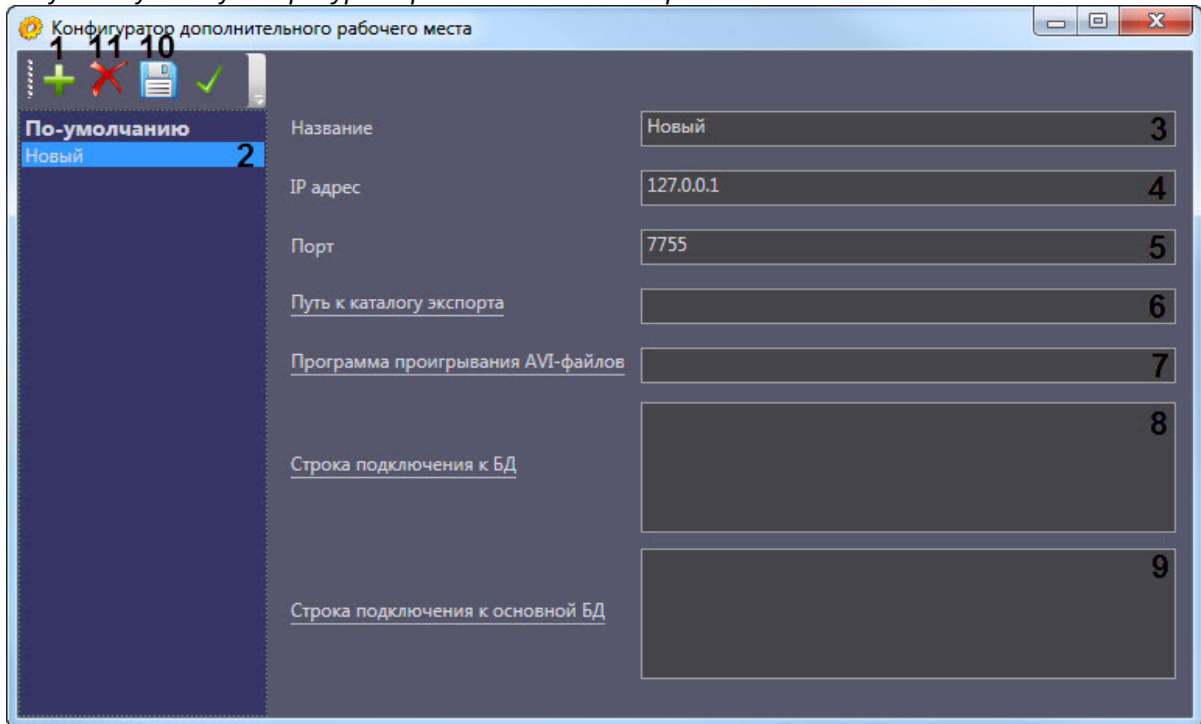 Конфигуратор дополнительного рабочего места
1 11 10
По-умолчанию
Новый 2
Название Новый 3
IP адрес 127.0.0.1 4
Порт 7755 5
Путь к каталогу экспорта 6
Программа проигрывания AVI-файлов 7
Строка подключения к БД 8
Строка подключения к основной БД 9